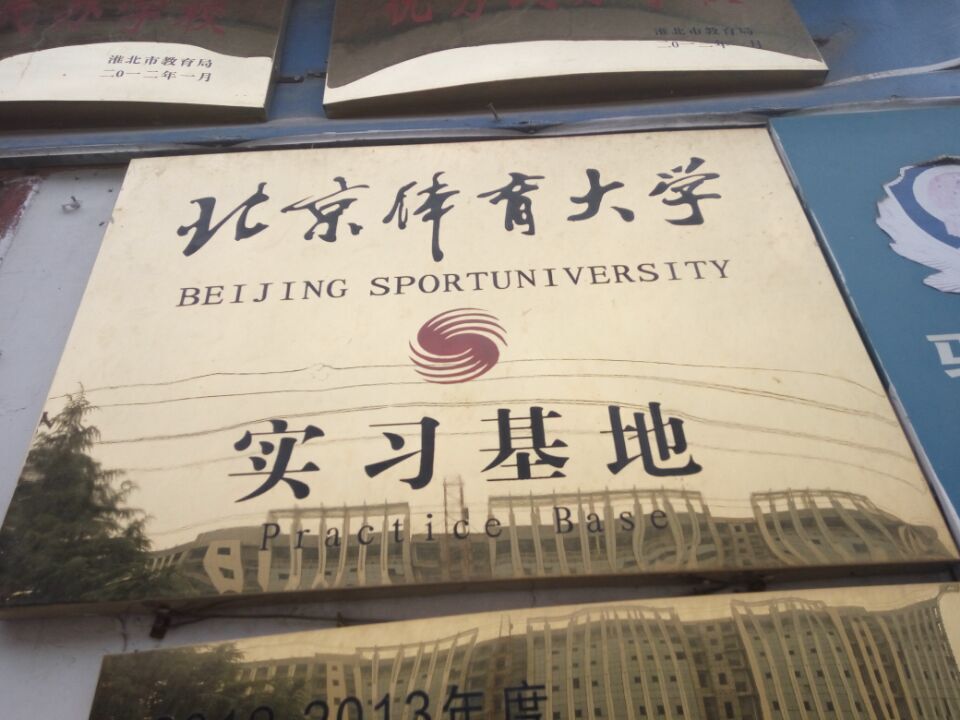 淮北市教育局
二〇一二年一月
淮北市教育局
二〇一二年一月
北京体育大学
BEIJING SPORTUNIVERSITY
实习基地
Practice Base
2012-2013年度